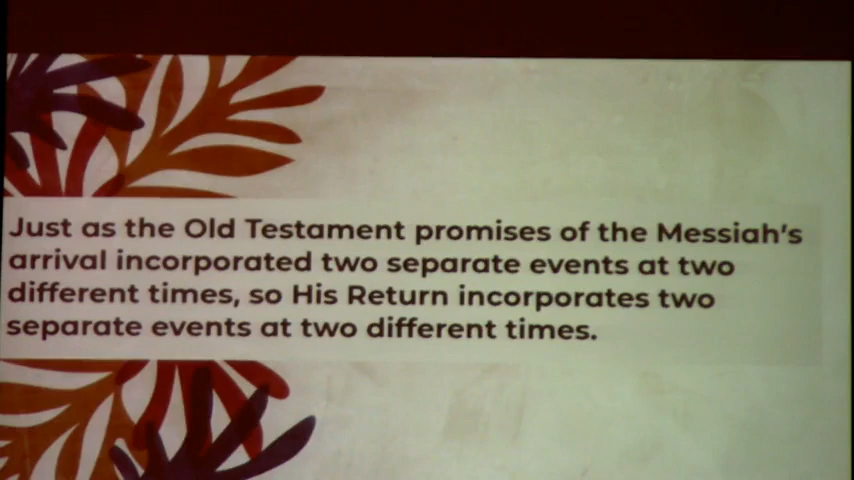 Just as the Old Testament promises of the Messiah's
arrival incorporated two separate events at two
different times, so His Return incorporates two
separate events at two different times.